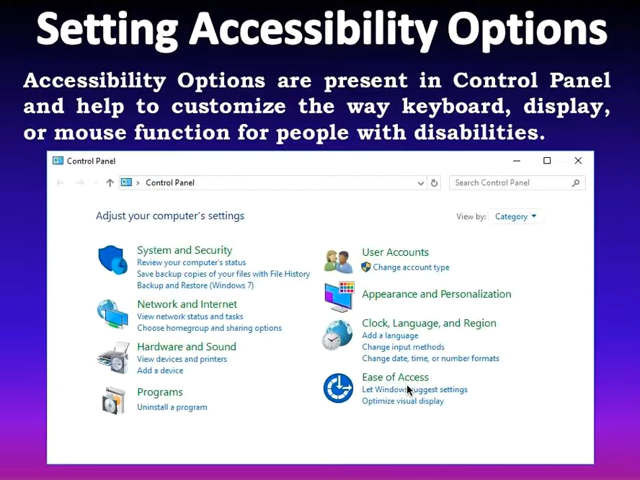 Setting Accessibility Options
Accessibility Options are present in Control Panel
and help to customize the way keyboard, display,
or mouse function for people with disabilities.
Control Panel
Control Panel
Search Control Panel
Adjust your computer's settings
View by: Category
System and Security
Review your computer's status
Save backup copies of your files with File History
Backup and Restore (Windows 7)
Network and Internet
View network status and tasks
Choose homegroup and sharing options
Hardware and Sound
View devices and printers
Add a device
Programs
Uninstall a program
User Accounts
Change account type
Appearance and Personalization
Clock, Language, and Region
Add a language
Change input methods
Change date, time, or number formats
Ease of Access
Let Windows suggest settings
Optimize visual display